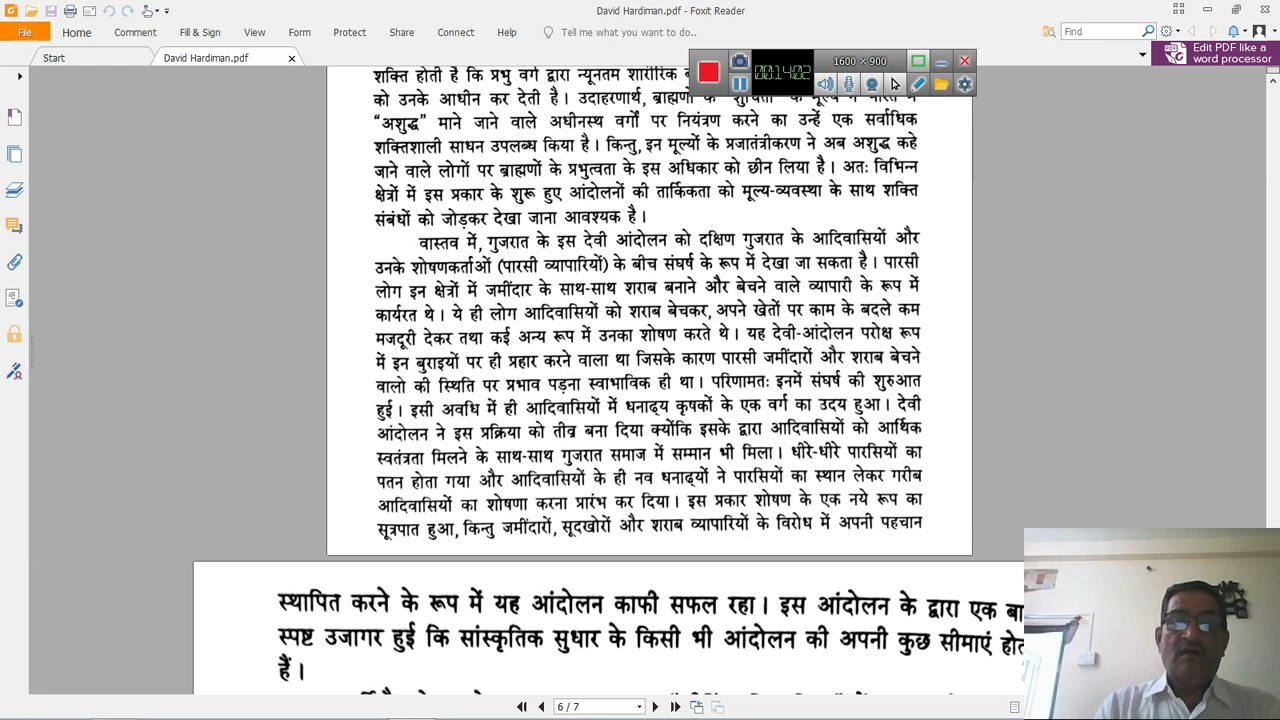 David Hardiman.pdf - Foxit Reader
File Home Comment Fill & Sign View Form Protect Share Connect Help Tell me what you want to do.. Find
Start David Hardiman.pdf
Edit PDF like a
word processor
00:14:02 1600 × 900
शक्ति होती है कि प्रभु वर्ग द्वारा न्यूनतम शारीरिक
को उनके आधीन कर देती है। उदाहरणार्थ, ब्राह्मणों के
“अशुद्ध” माने जाने वाले अधीनस्थ वर्गों पर नियंत्रण करने का उन्हें एक सर्वाधिक
शक्तिशाली साधन उपलब्ध किया है। किन्तु, इन मूल्यों के प्रजातंत्रीकरण ने अब अशुद्ध कहे
जाने वाले लोगों पर ब्राह्मणों के प्रभुत्वता के इस अधिकार को छीन लिया है। अतः विभिन्न
क्षेत्रों में इस प्रकार के शुरू हुए आंदोलनों की तार्किकता को मूल्य-व्यवस्था के साथ शक्ति
संबंधों को जोड़कर देखा जाना आवश्यक है।
वास्तव में, गुजरात के इस देवी आंदोलन को दक्षिण गुजरात के आदिवासियों और
उनके शोषणकर्ताओं (पारसी व्यापारियों) के बीच संघर्ष के रूप में देखा जा सकता है। पारसी
लोग इन क्षेत्रों में जमींदार के साथ-साथ शराब बनाने और बेचने वाले व्यापारी के रूप में
कार्यरत थे। ये ही लोग आदिवासियों को शराब बेचकर, अपने खेतों पर काम के बदले कम
मजदूरी देकर तथा कई अन्य रूप में उनका शोषण करते थे। यह देवी-आंदोलन परोक्ष रूप
में इन बुराइयों पर ही प्रहार करने वाला था जिसके कारण पारसी जमींदारों और शराब बेचने
वालो की स्थिति पर प्रभाव पड़ना स्वाभाविक ही था। परिणामतः इनमें संघर्ष की शुरुआत
हुई। इसी अवधि में ही आदिवासियों में धनाढ्य कृषकों के एक वर्ग का उदय हुआ। देवी
आंदोलन ने इस प्रक्रिया को तीव्र बना दिया क्योंकि इसके द्वारा आदिवासियों को आर्थिक
स्वतंत्रता मिलने के साथ-साथ गुजरात समाज में सम्मान भी मिला। धीरे-धीरे पारसियों का
पतन होता गया और आदिवासियों के ही नव धनाढ्यों ने पारसियों का स्थान लेकर गरीब
आदिवासियों का शोषणा करना प्रारंभ कर दिया। इस प्रकार शोषण के एक नये रूप का
सूत्रपात हुआ, किन्तु जमींदारों, सूदखोरों और शराब व्यापारियों के विरोध में अपनी पहचान
स्थापित करने के रूप में यह आंदोलन काफी सफल रहा। इस आंदोलन के द्वारा एक
स्पष्ट उजागर हुई कि सांस्कृतिक सुधार के किसी भी आंदोलन की अपनी कुछ सीमाएं
हैं।
6 / 7